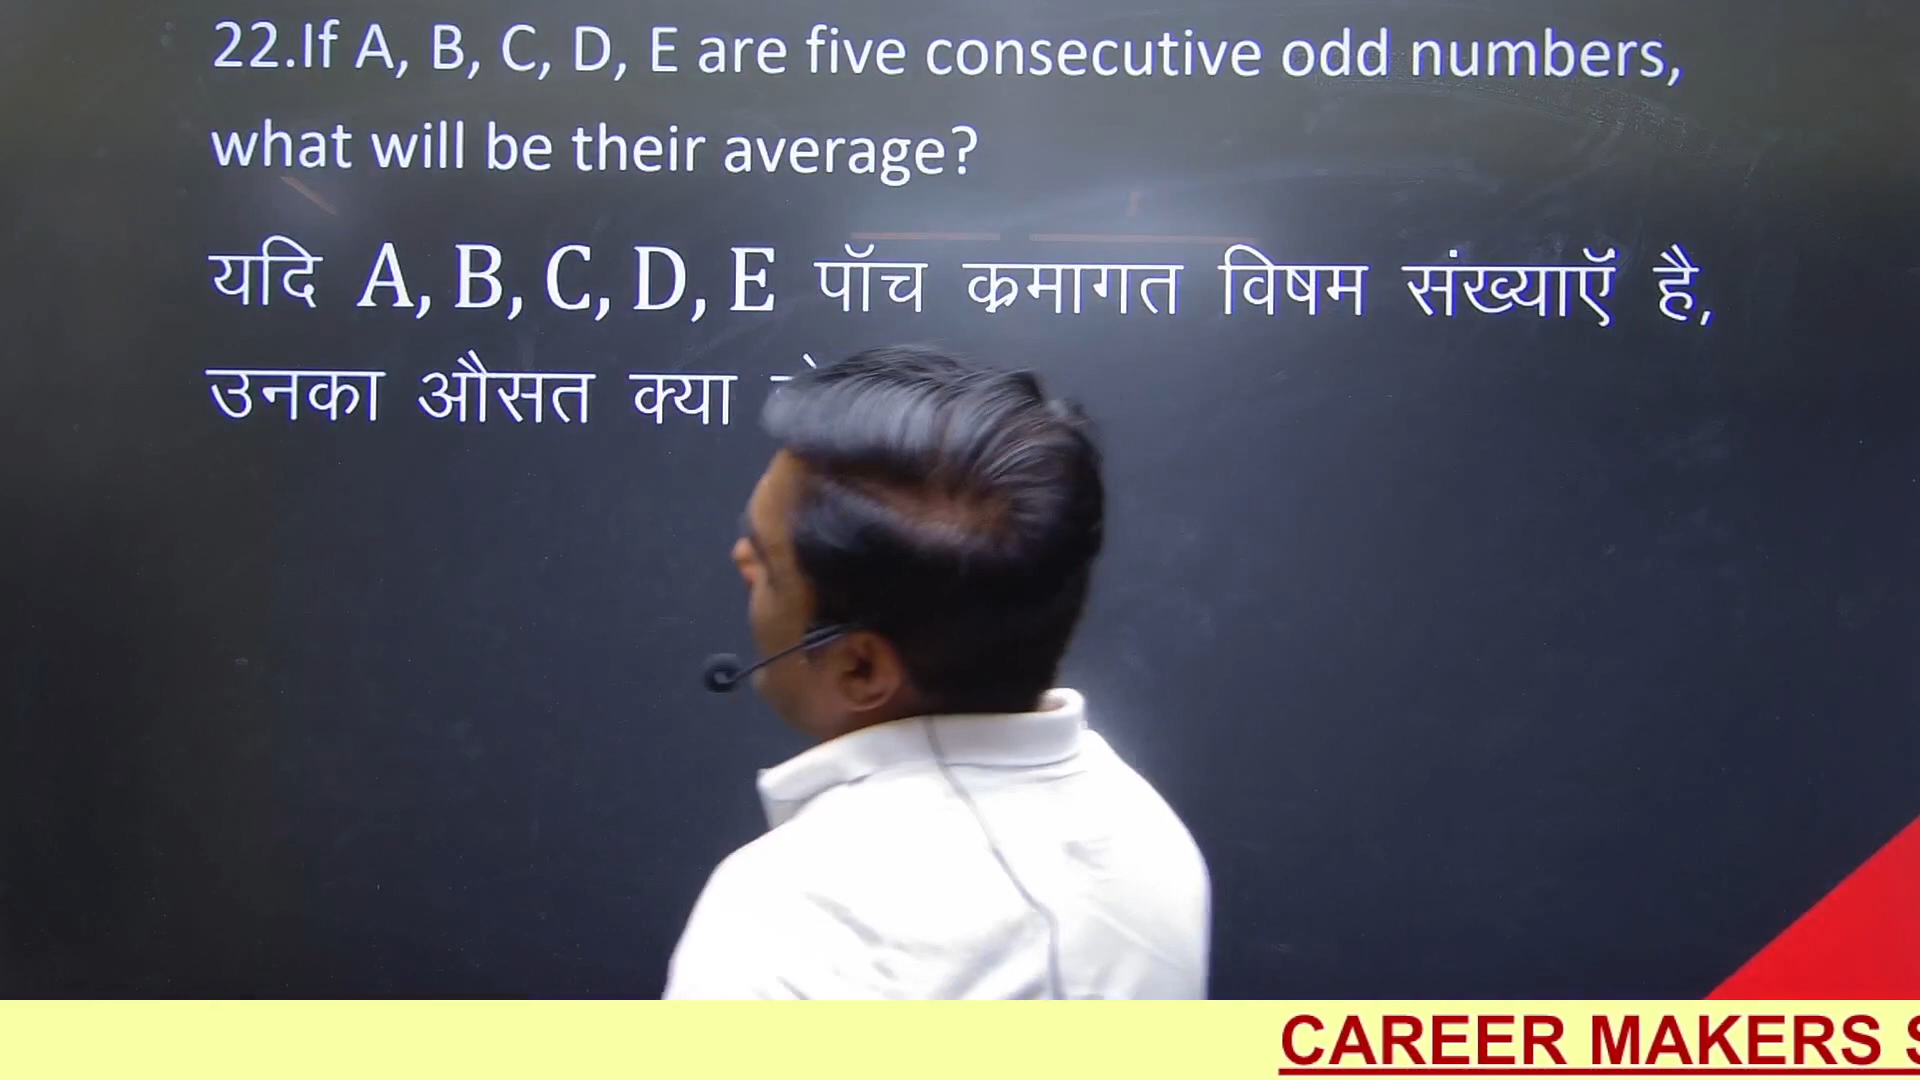 22.If A, B, C, D, E are five consecutive odd numbers,
what will be their average?
यदि A, B, C, D, E पॉच क्रमागत विषम संख्याऍ है,
उनका औसत क्या
CAREER MAKERS